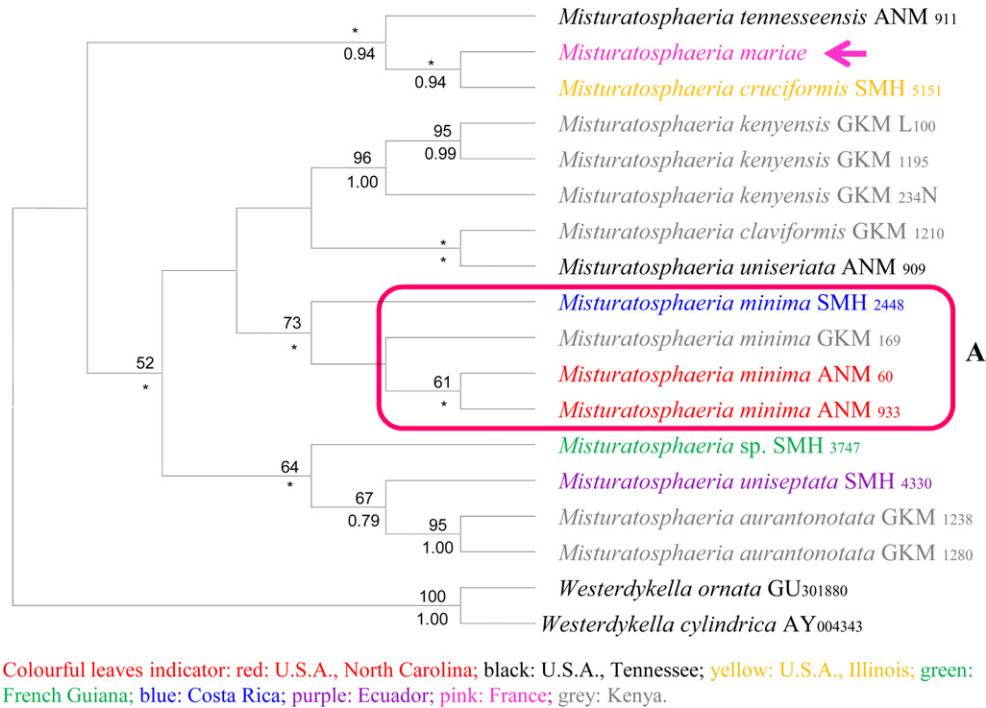 Misturatosphaeria tennesseensis ANM 911
*
0.94
Misturatosphaeria mariae
*
0.94
Misturatosphaeria cruciformis SMH 5151
Misturatosphaeria kenyensis GKM L100
95
0.99
Misturatosphaeria kenyensis GKM 1195
96
1.00
Misturatosphaeria kenyensis GKM 234N
Misturatosphaeria claviformis GKM 1210
*
*
Misturatosphaeria uniseriata ANM 909
Misturatosphaeria minima SMH 2448
73
*
Misturatosphaeria minima GKM 169
A
52
*
Misturatosphaeria minima ANM 60
61
*
Misturatosphaeria minima ANM 933
Misturatosphaeria sp. SMH 3747
64
*
Misturatosphaeria uniseptata SMH 4330
67
0.79
Misturatosphaeria aurantonotata GKM 1238
95
1.00
Misturatosphaeria aurantonotata GKM 1280
Westerdykella ornata GU301880
100
1.00
Westerdykella cylindrica AY004343
Colourful leaves indicator: red: U.S.A., North Carolina; black: U.S.A., Tennessee; yellow: U.S.A., Illinois; green:
French Guiana; blue: Costa Rica; purple: Ecuador; pink: France; grey: Kenya.